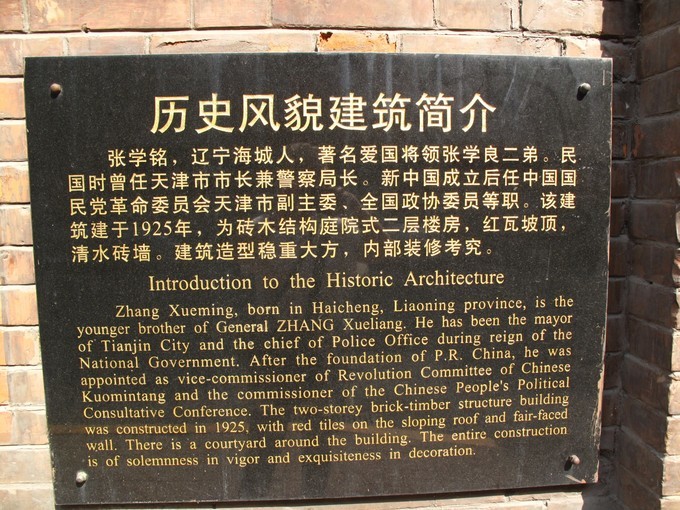 历史风貌建筑简介
张学铭，辽宁海城人，著名爱国将领张学良二弟。民
国时曾任天津市市长兼警察局长。新中国成立后任中国国
民党革命委员会天津市副主委、全国政协委员等职。该建
筑建于1925年，为砖木结构庭院式二层楼房，红瓦坡顶，
清水砖墙。建筑造型稳重大方，内部装修考究。
Introduction to the Historic Architecture
Zhang Xueming, born in Haicheng, Liaoning province, is the
younger brother of General ZHANG Xueliang. He has been the mayor
of Tianjin City and the chief of Police Office during reign of the
National Government. After the foundation of P.R. China, he was
appointed as vice-commissioner of Revolution Committee of Chinese
Kuomintang and the commissioner of the Chinese People's Political
Consultative Conference. The two-storey brick-timber structure building
was constructed in 1925, with red tiles on the sloping roof and fair-faced
wall. There is a courtyard around the building. The entire construction
is of solemnness in vigor and exquisiteness in decoration.